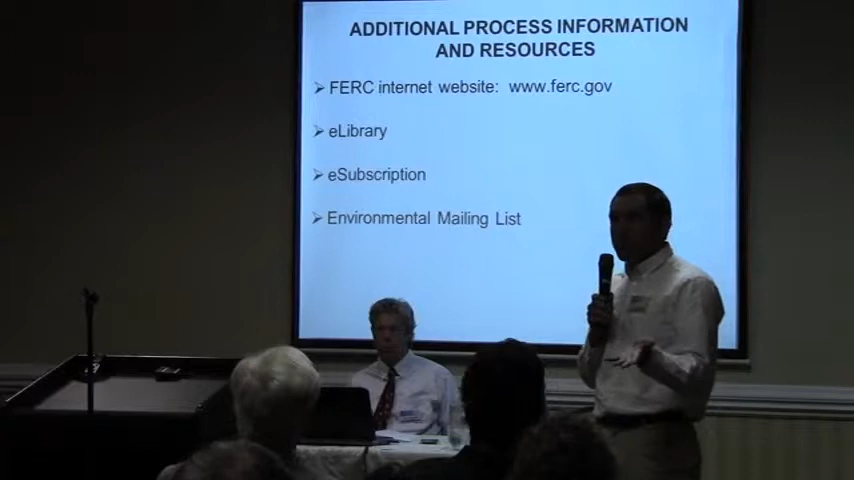 ADDITIONAL PROCESS INFORMATION
AND RESOURCES
➢ FERC internet website: www.ferc.gov
➢ eLibrary
➢ eSubscription
➢ Environmental Mailing List